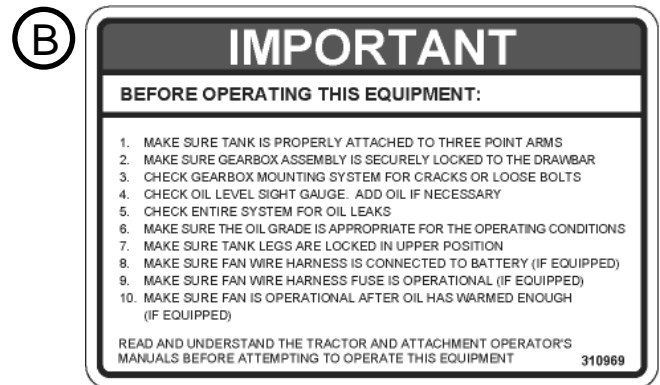 B
IMPORTANT
BEFORE OPERATING THIS EQUIPMENT:
1. MAKE SURE TANK IS PROPERLY ATTACHED TO THREE POINT ARMS
2. MAKE SURE GEARBOX ASSEMBLY IS SECURELY LOCKED TO THE DRAWBAR
3. CHECK GEARBOX MOUNTING SYSTEM FOR CRACKS OR LOOSE BOLTS
4. CHECK OIL LEVEL SIGHT GAUGE. ADD OIL IF NECESSARY
5. CHECK ENTIRE SYSTEM FOR OIL LEAKS
6. MAKE SURE THE OIL GRADE IS APPROPRIATE FOR THE OPERATING CONDITIONS
7. MAKE SURE TANK LEGS ARE LOCKED IN UPPER POSITION
8. MAKE SURE FAN WIRE HARNESS IS CONNECTED TO BATTERY (IF EQUIPPED)
9. MAKE SURE FAN WIRE HARNESS FUSE IS OPERATIONAL (IF EQUIPPED)
10. MAKE SURE FAN IS OPERATIONAL AFTER OIL HAS WARMED ENOUGH
(IF EQUIPPED)
READ AND UNDERSTAND THE TRACTOR AND ATTACHMENT OPERATOR'S
MANUALS BEFORE ATTEMPTING TO OPERATE THIS EQUIPMENT 310969